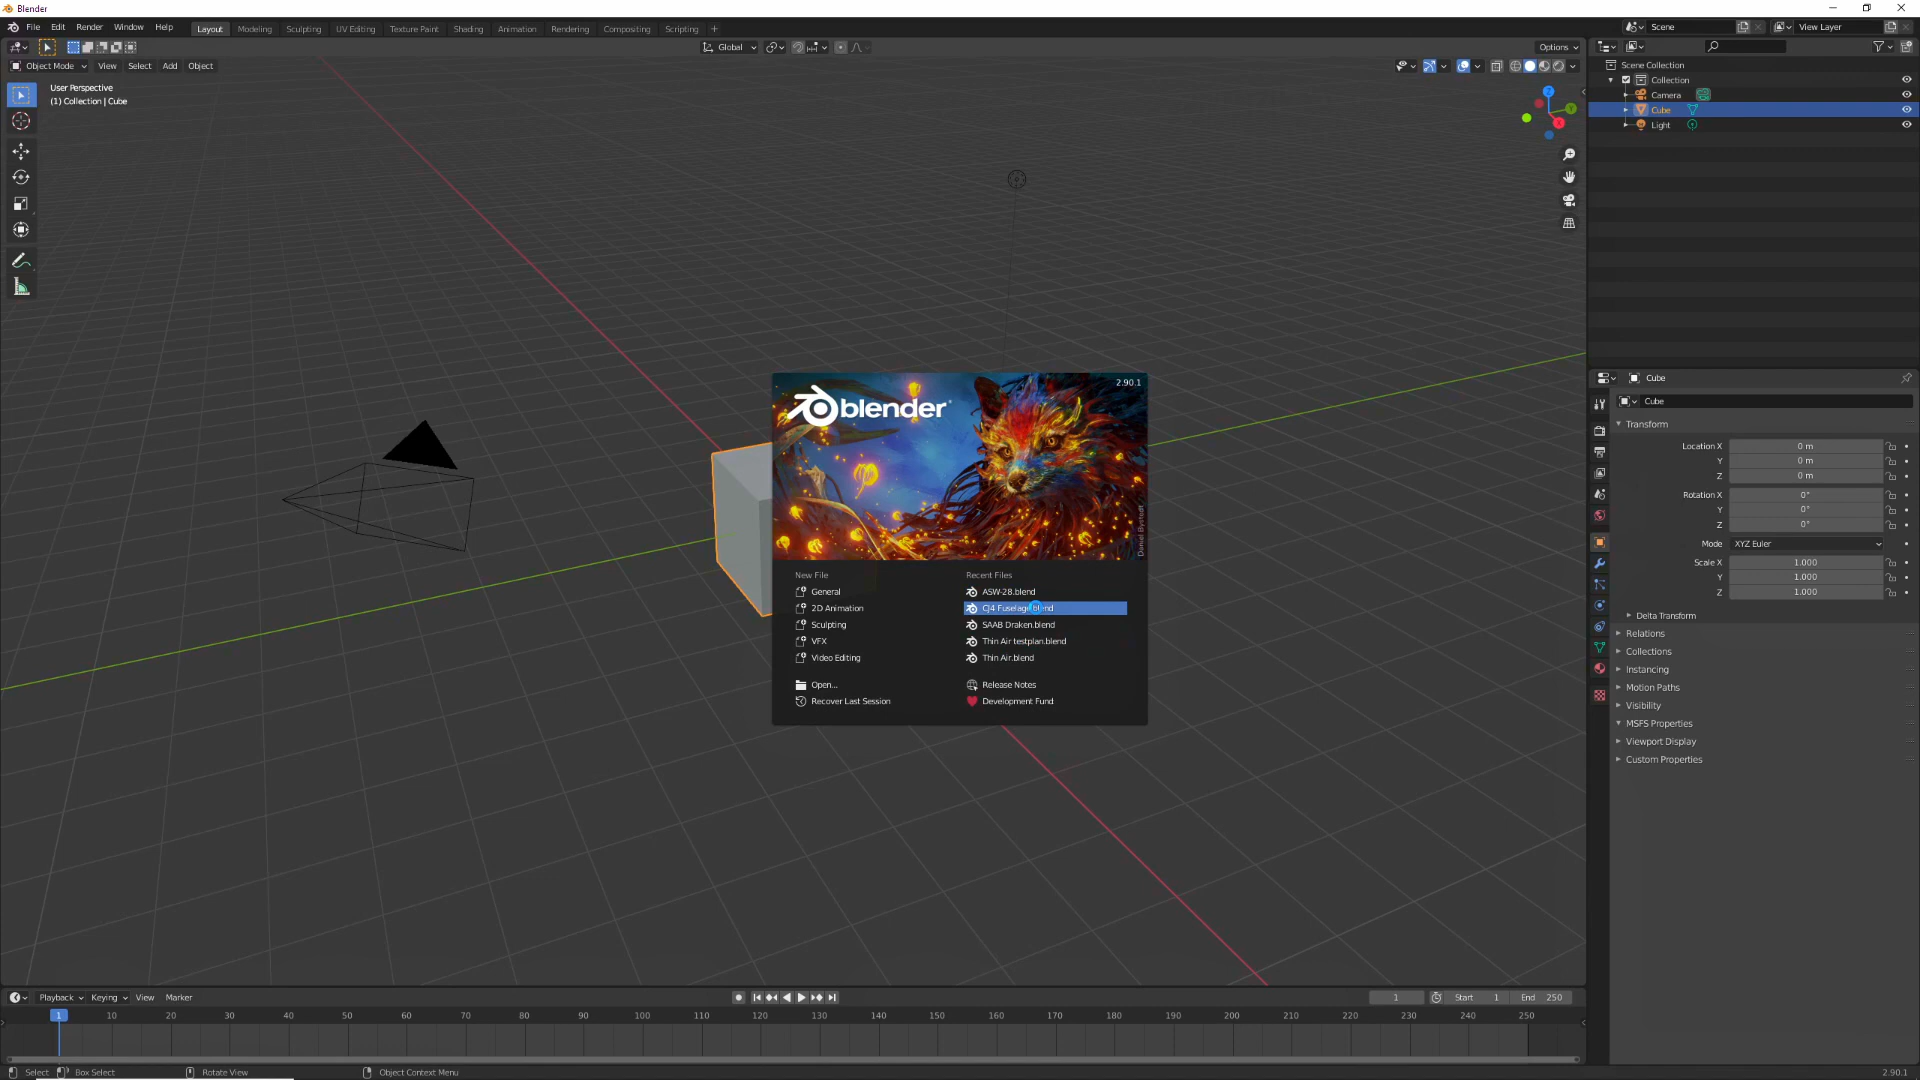 Blender
File Edit Render Window Help Layout Modeling Sculpting UV Editing Texture Paint Shading Animation Rendering Compositing Scripting + Scene View Layer
Global Options
Object Mode View Select Add Object
User Perspective
(1) Collection | Cube
Scene Collection
Collection
Camera
Cube
Light
Z
Y
X
blender
2.90.1
Daniel Bystedt
New File
General
2D Animation
Sculpting
VFX
Video Editing
Open...
Recover Last Session
Recent Files
ASW-28.blend
CJ4 Fuselage.blend
SAAB Draken.blend
Thin Air testplan.blend
Thin Air.blend
Release Notes
Development Fund
Cube
Cube
Transform
Location X 0 m
Y 0 m
Z 0 m
Rotation X 0°
Y 0°
Z 0°
Mode XYZ Euler
Scale X 1.000
Y 1.000
Z 1.000
Delta Transform
Relations
Collections
Instancing
Motion Paths
Visibility
MSFS Properties
Viewport Display
Custom Properties
Playback Keying View Marker 1 Start 1 End 250
1 10 20 30 40 50 60 70 80 90 100 110 120 130 140 150 160 170 180 190 200 210 220 230 240 250
Select Box Select Rotate View Object Context Menu 2.90.1